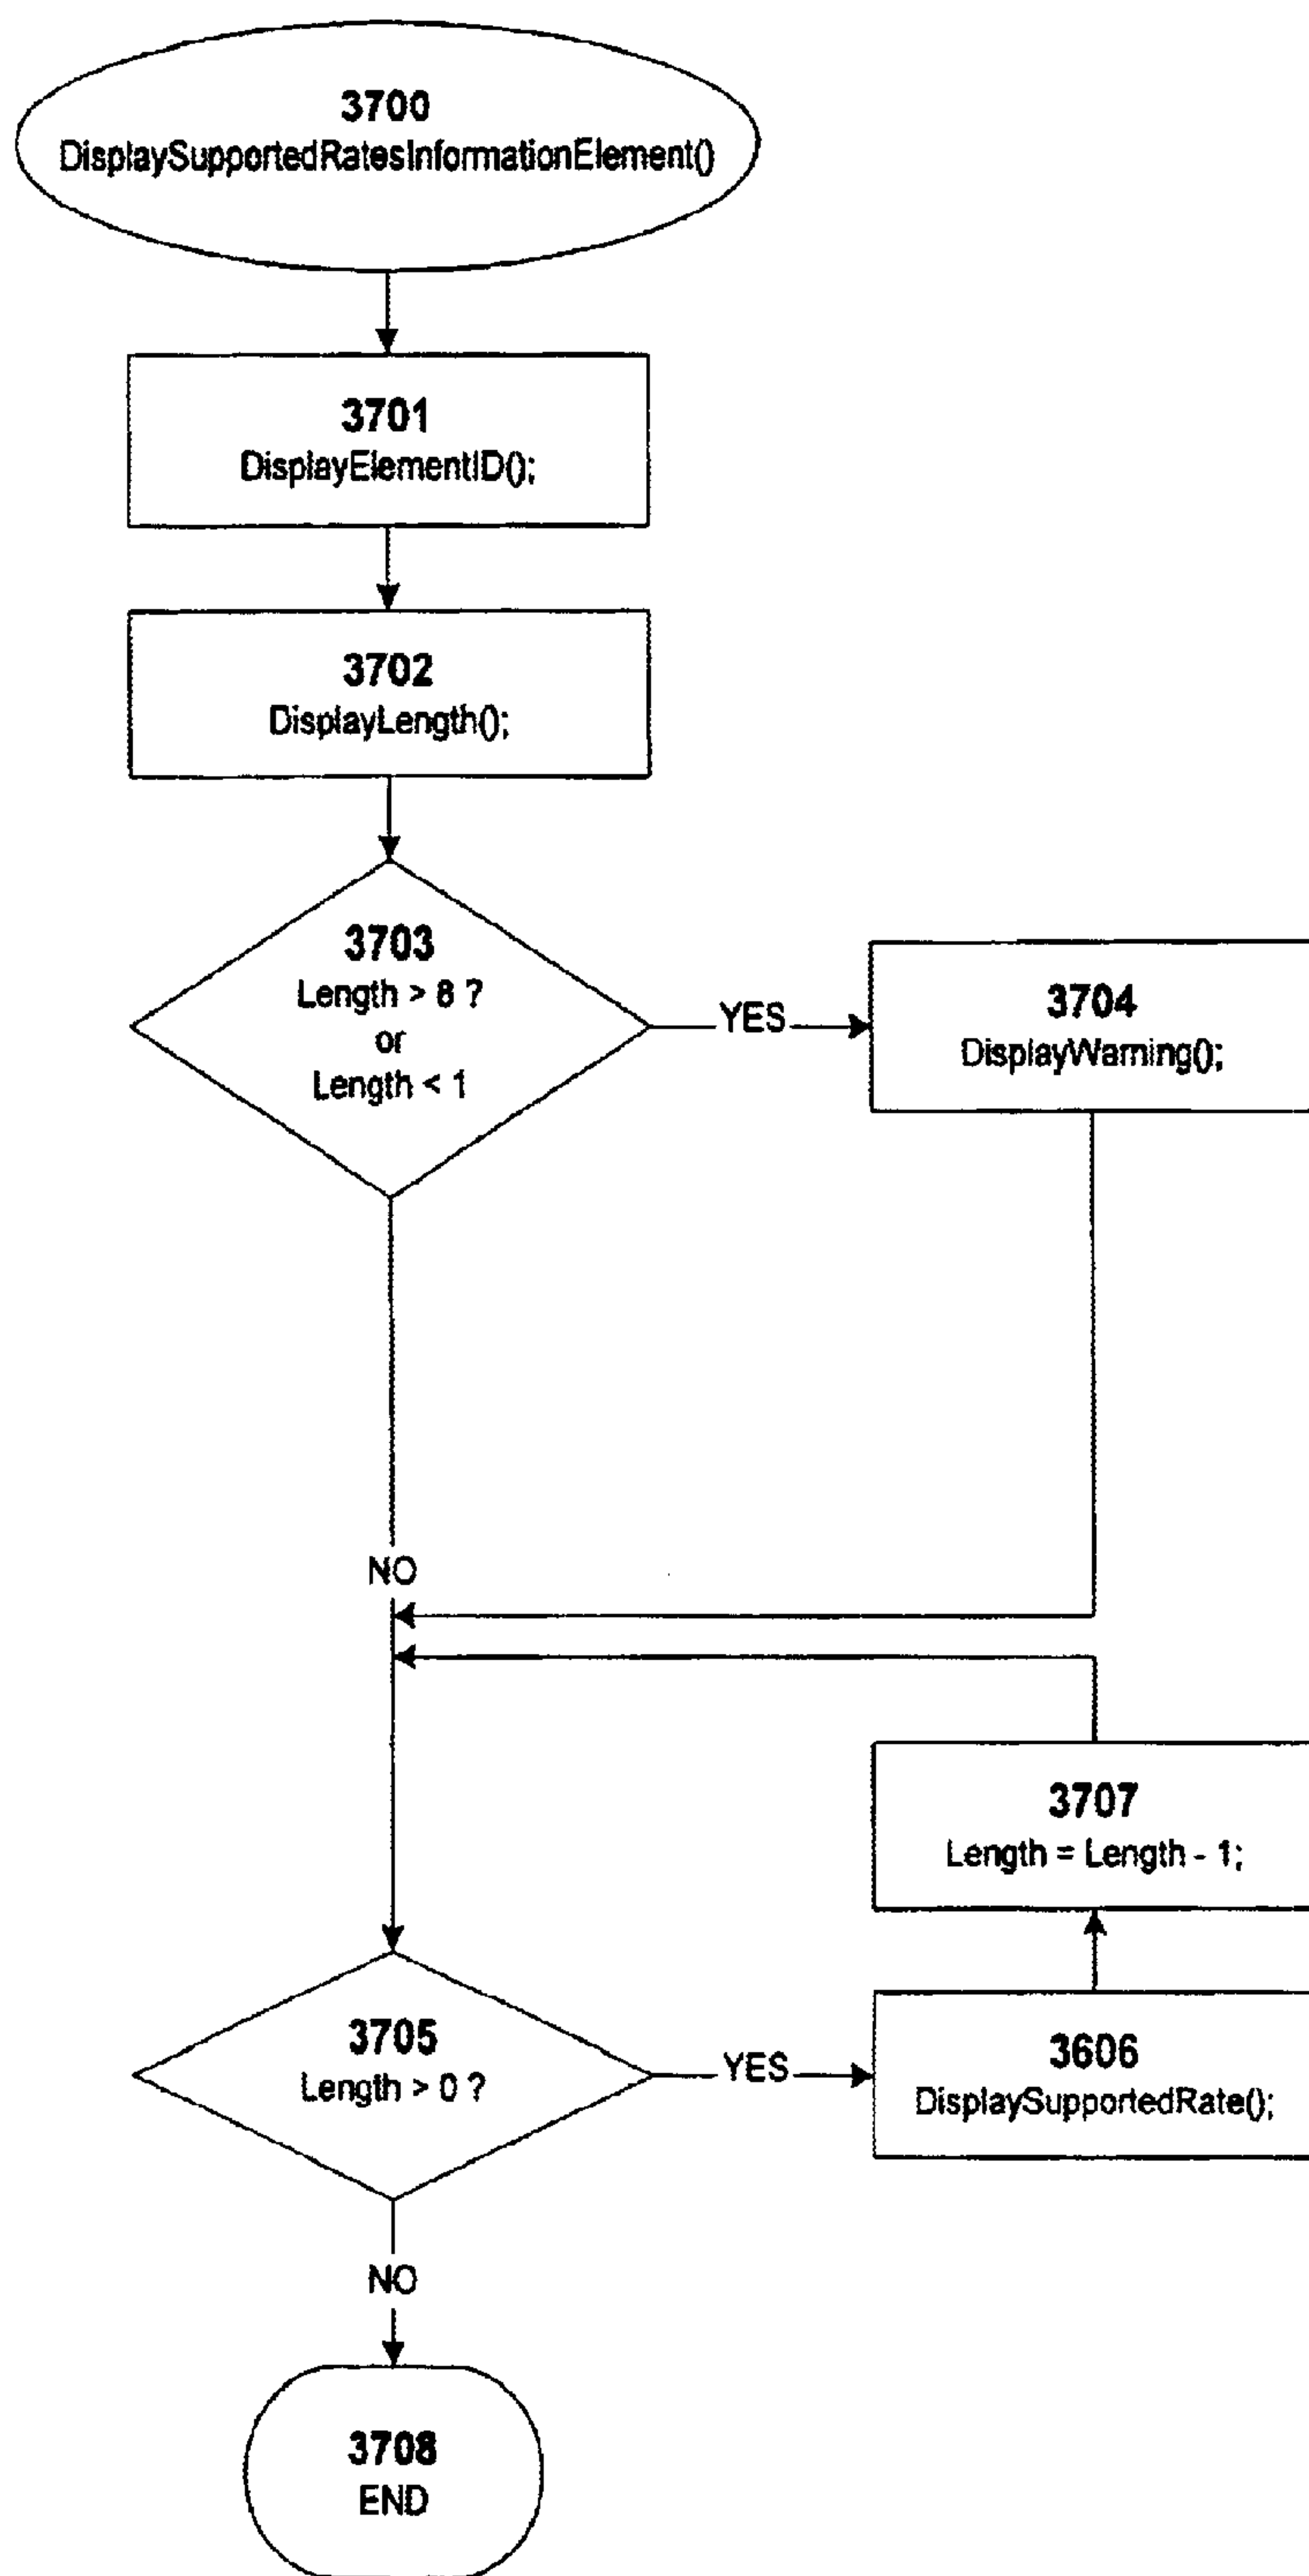 3700
DisplaySupportedRatesInformationElement()
3701
DisplayElementID();
3702
DisplayLength();
3703
Length > 8 ?
or
Length < 1
YES
3704
DisplayWarning();
NO
3707
Length = Length - 1;
3705
Length > 0 ?
YES
3606
DisplaySupportedRate();
NO
3708
END